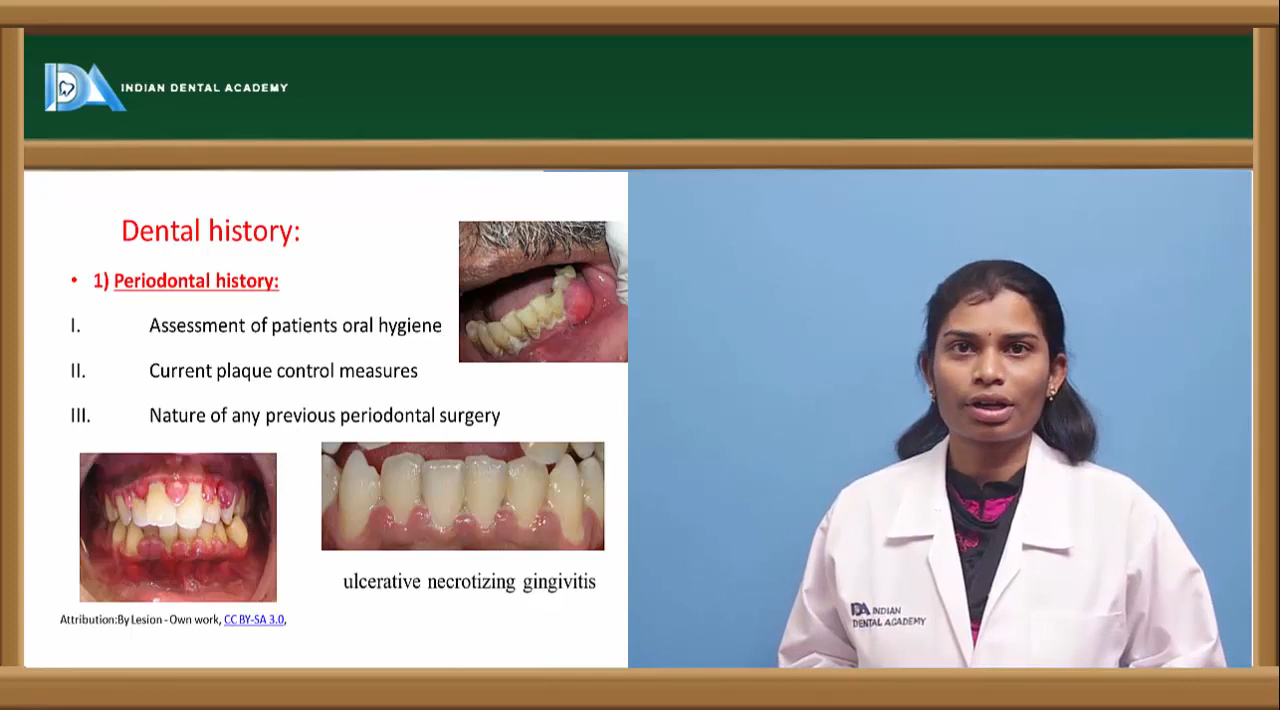 INDIAN DENTAL ACADEMY
Dental history:
• 1) Periodontal history:
I. Assessment of patients oral hygiene
II. Current plaque control measures
III. Nature of any previous periodontal surgery
ulcerative necrotizing gingivitis
Attribution:By Lesion - Own work, CC BY-SA 3.0,
IDA INDIAN
DENTAL ACADEMY